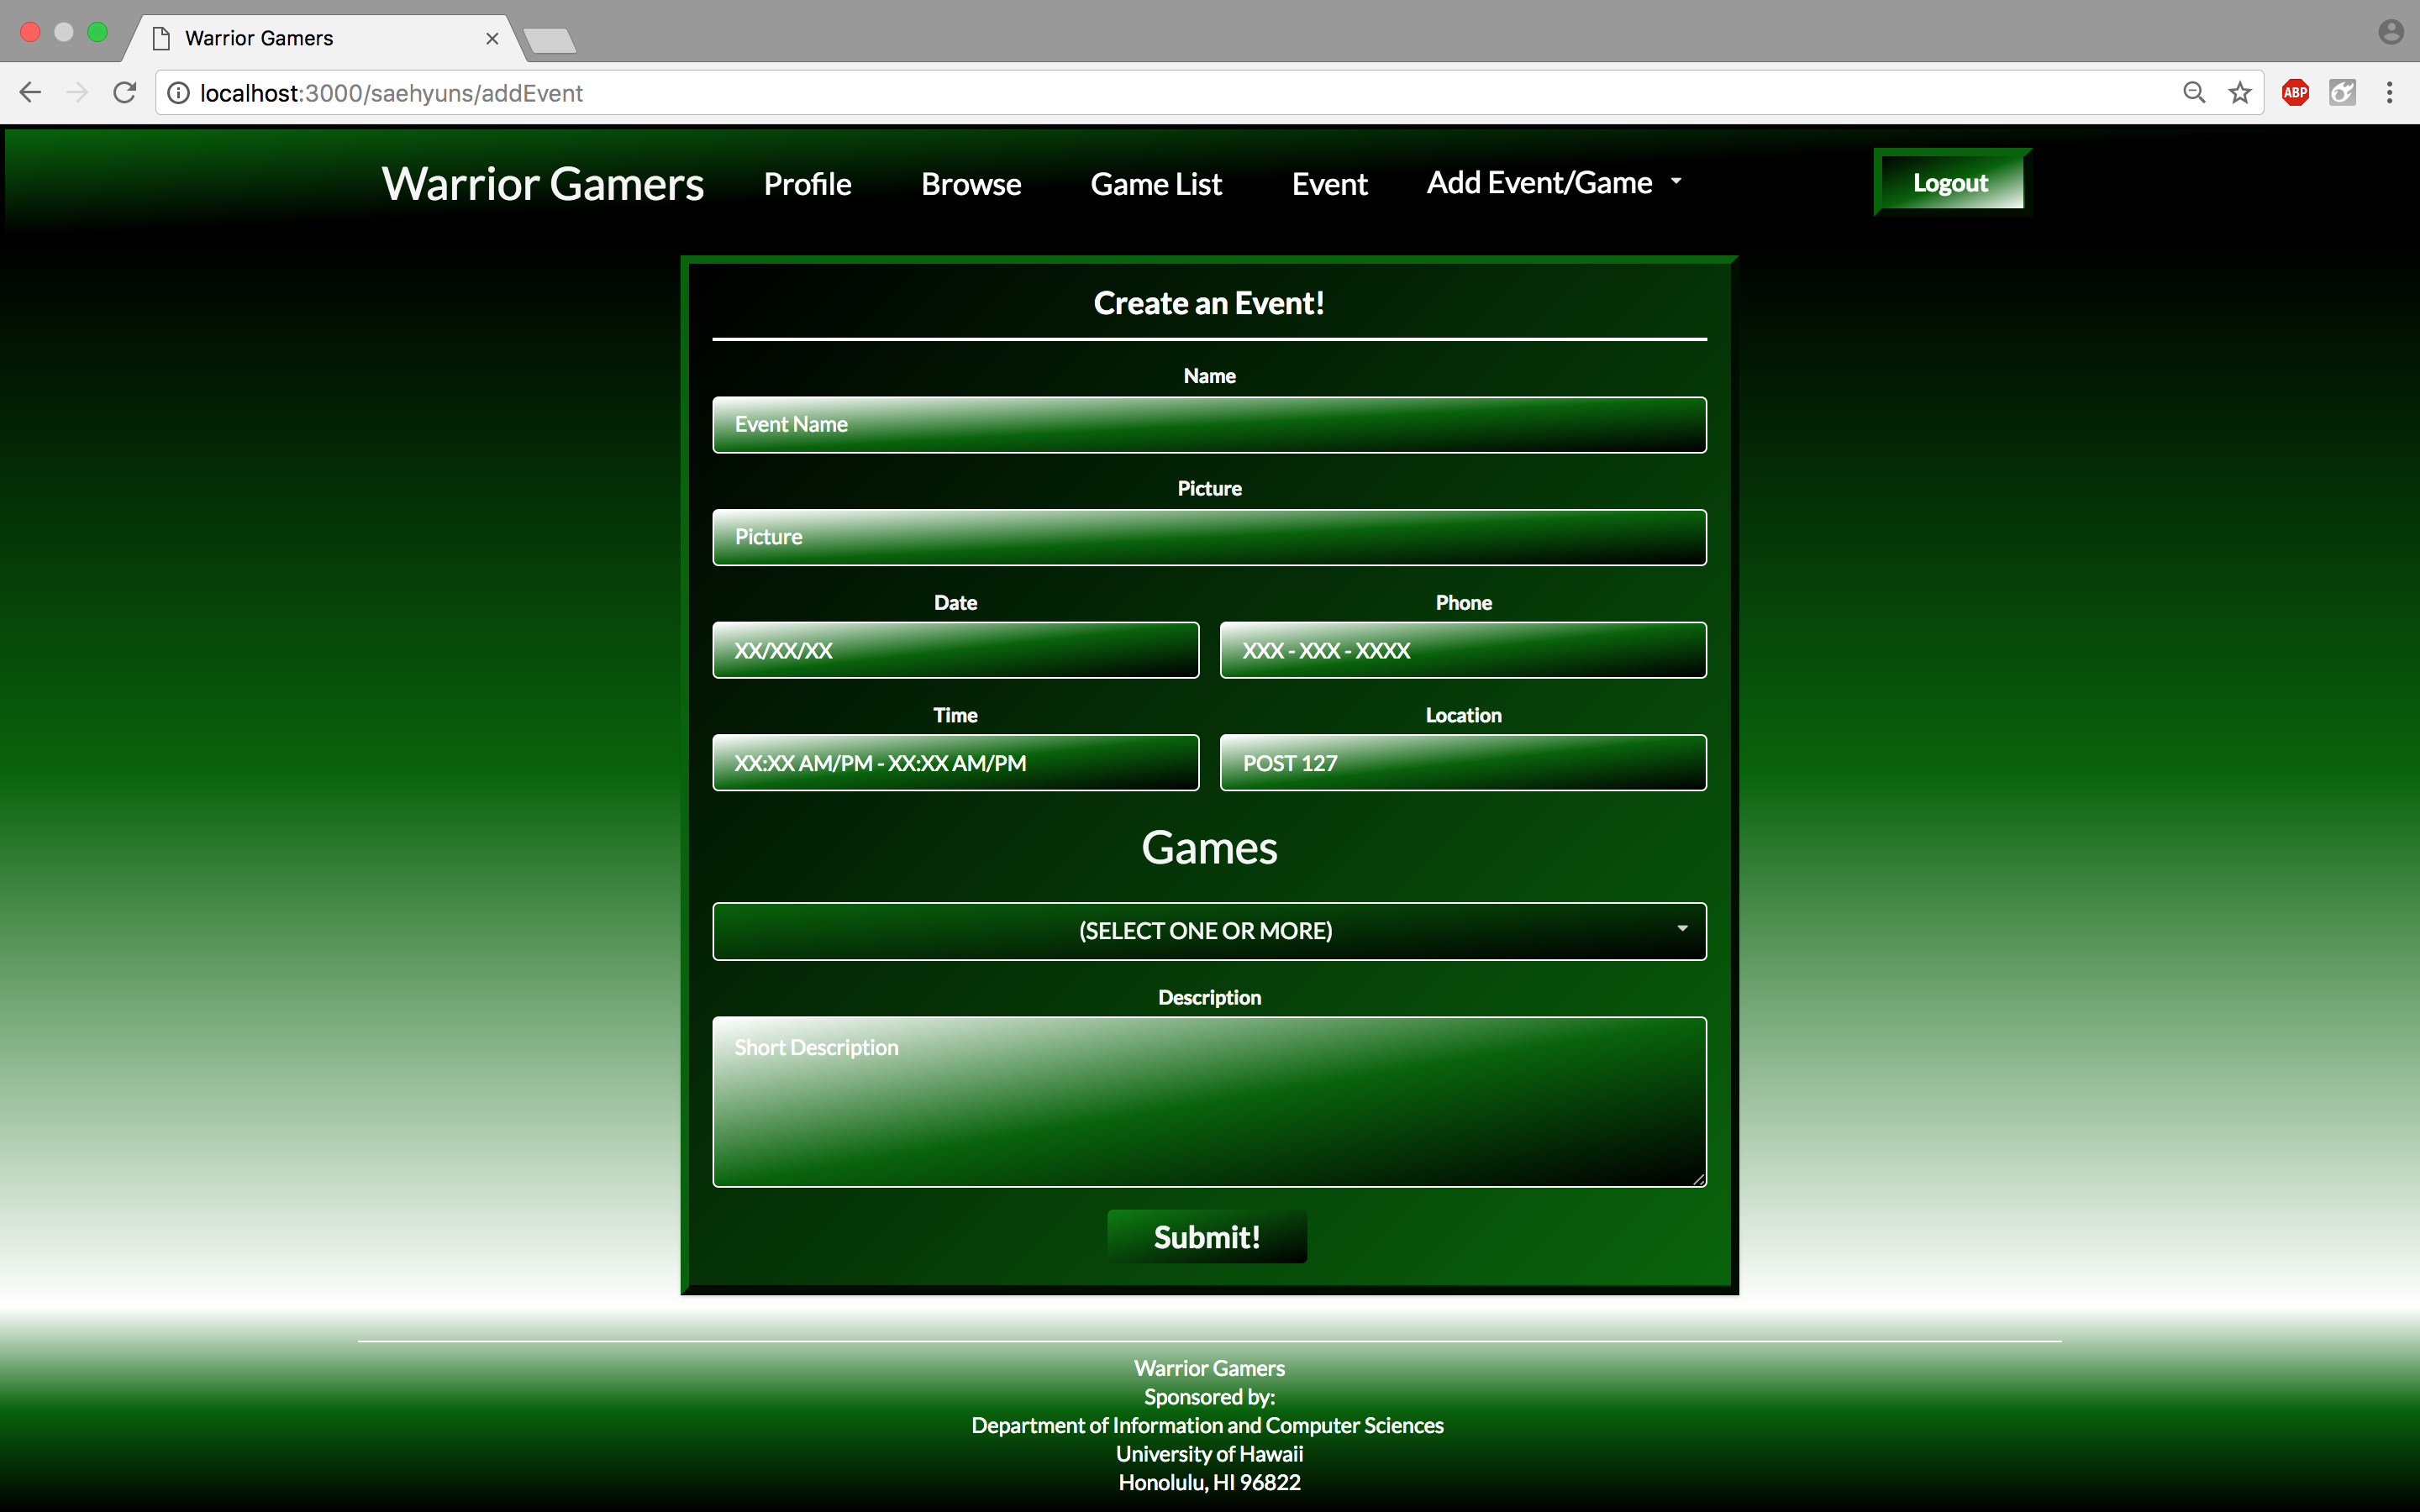 Warrior Gamers
localhost:3000/saehyuns/addEvent
ABP
Warrior Gamers Profile Browse Game List Event Add Event/Game Logout
Create an Event!
Name
Event Name
Picture
Picture
Date Phone
XX/XX/XX XXX - XXX - XXXX
Time Location
XX:XX AM/PM - XX:XX AM/PM POST 127
Games
(SELECT ONE OR MORE)
Description
Short Description
Submit!
Warrior Gamers
Sponsored by:
Department of Information and Computer Sciences
University of Hawaii
Honolulu, HI 96822